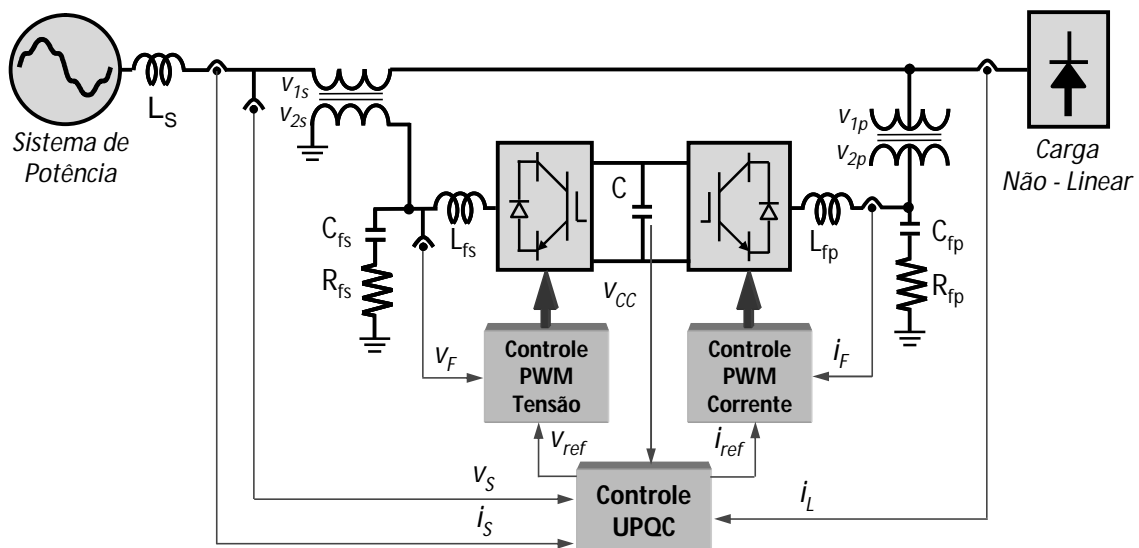 L_S
Sistema de
Potência
v_1s
v_2s
C_fs
R_fs
L_fs
C
v_CC
L_fp
v_1p
v_2p
C_fp
R_fp
Carga
Não - Linear
v_F
Controle
PWM
Tensão
Controle
PWM
Corrente
i_F
v_ref
i_ref
v_S
i_S
Controle
UPQC
i_L